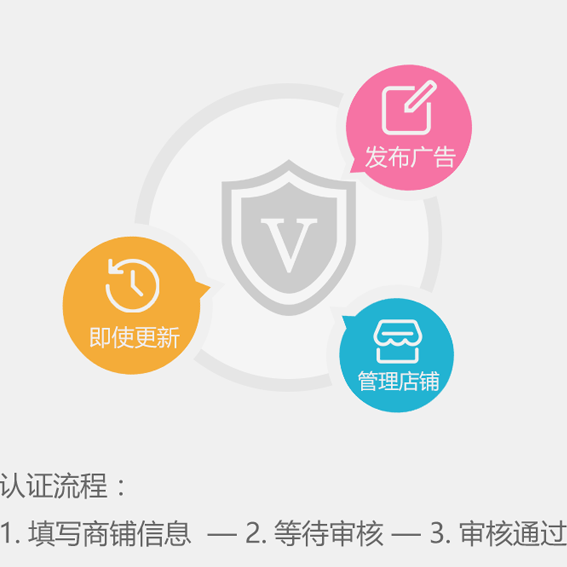 发布广告
V
即使更新
管理店铺
认证流程：
1. 填写商铺信息 — 2. 等待审核 — 3. 审核通过